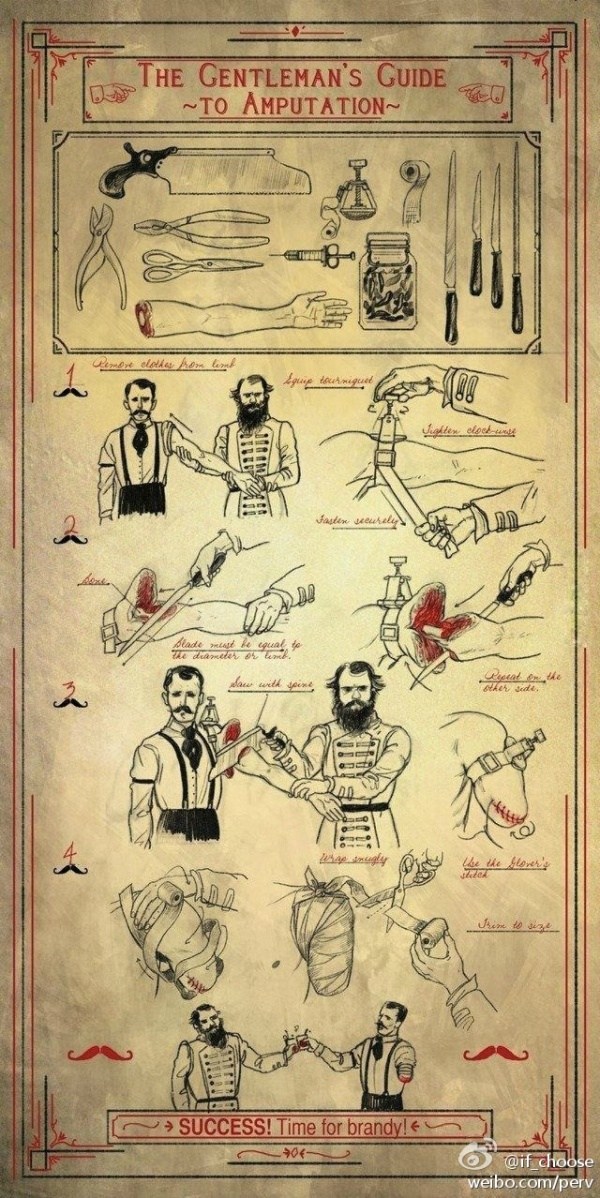 THE GENTLEMAN'S GUIDE
~TO AMPUTATION~
1
Remove clothes from limb
Equip tourniquet
Tighten clock-wise
Fasten securely
2
Bone
Blade must be equal to
the diameter or limb.
Repeat on the
other side.
3
Saw with spine
Use the Glover's
stitch
4
Wrap snugly
Trim to size
SUCCESS! Time for brandy!
@if_choose
weibo.com/perv